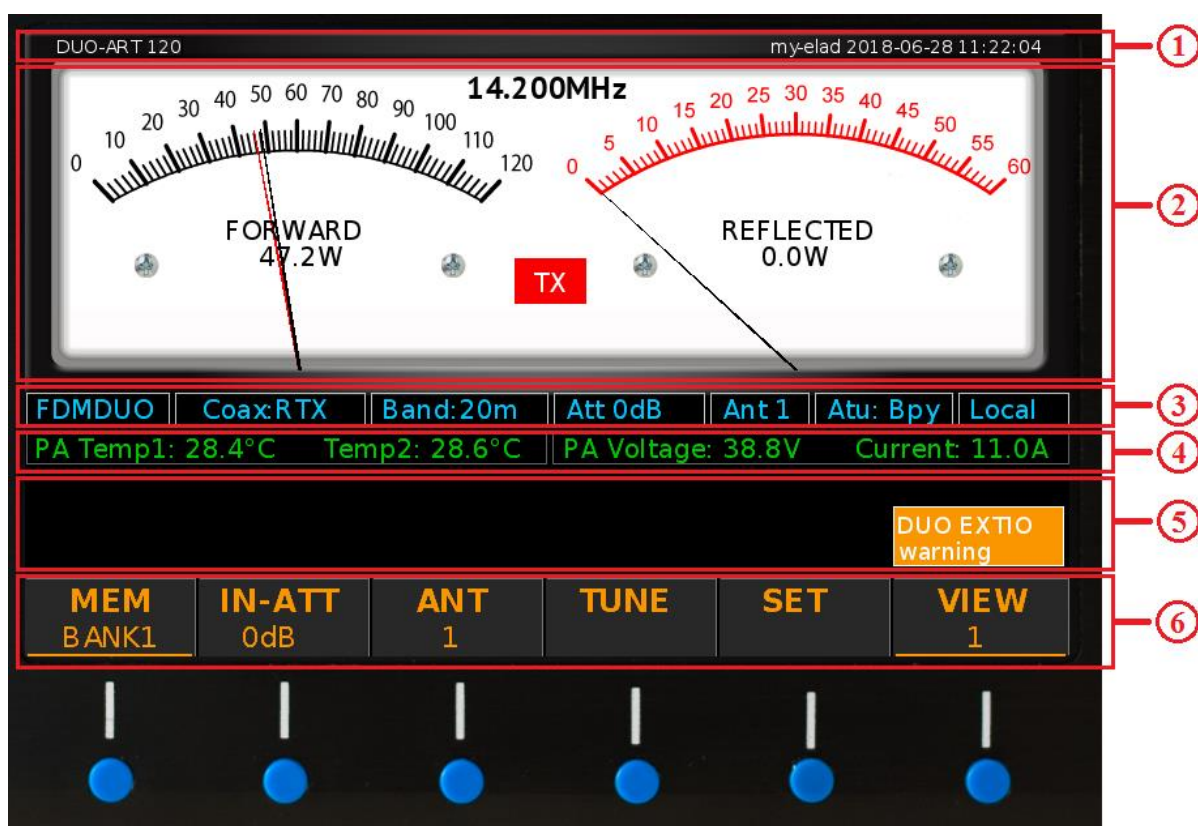 DUO-ART 120 my-elad 2018-06-28 11:22:04 1
14.200MHz
0 10 20 30 40 50 60 70 80 90 100 110 120
0 5 10 15 20 25 30 35 40 45 50 55 60
FORWARD REFLECTED
47.2W 0.0W 2
TX
FDMDUO Coax:RTX Band:20m Att 0dB Ant 1 Atu: Bpy Local 3
PA Temp1: 28.4°C Temp2: 28.6°C PA Voltage: 38.8V Current: 11.0A 4
DUO EXTIO 5
warning
MEM IN-ATT ANT TUNE SET VIEW
BANK1 0dB 1 1 6